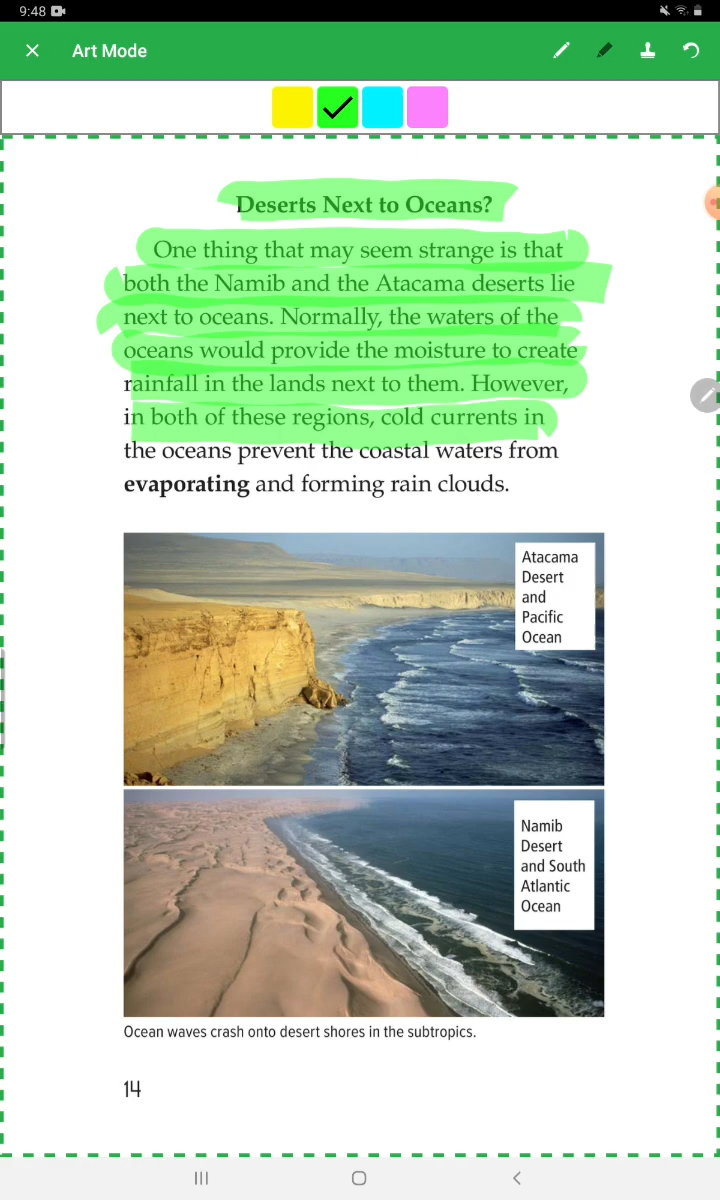 9:48
Art Mode
Deserts Next to Oceans?
One thing that may seem strange is that
both the Namib and the Atacama deserts lie
next to oceans. Normally, the waters of the
oceans would provide the moisture to create
rainfall in the lands next to them. However,
in both of these regions, cold currents in
the oceans prevent the coastal waters from
evaporating and forming rain clouds.
Atacama
Desert
and
Pacific
Ocean
Namib
Desert
and South
Atlantic
Ocean
Ocean waves crash onto desert shores in the subtropics.
14